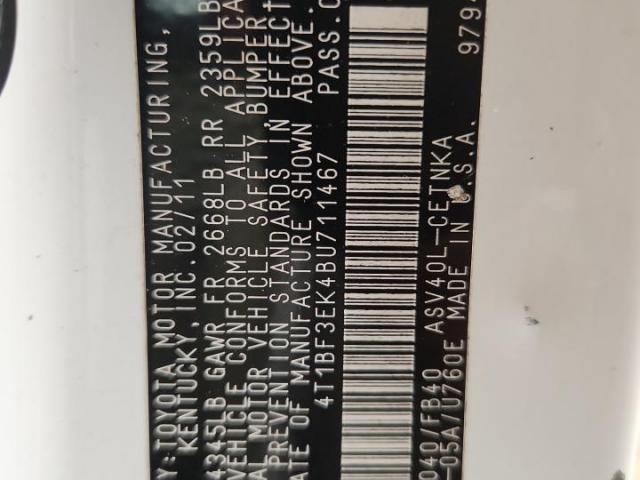 Y:TOYOTA MOTOR MANUFACTURING,
KENTUCKY, INC. 02/11
4345LB GAWR FR 2668LB RR 2359LB
VEHICLE CONFORMS TO ALL APPLICA
AL MOTOR VEHICLE SAFETY, BUMPER
PREVENTION STANDARDS IN EFFECT
ATE OF MANUFACTURE SHOWN ABOVE.
4T1BF3EK4BU711467 PASS.C
040/FB40 ASV40L-CETNKA
-05A/U760E MADE IN U.S.A. 9794